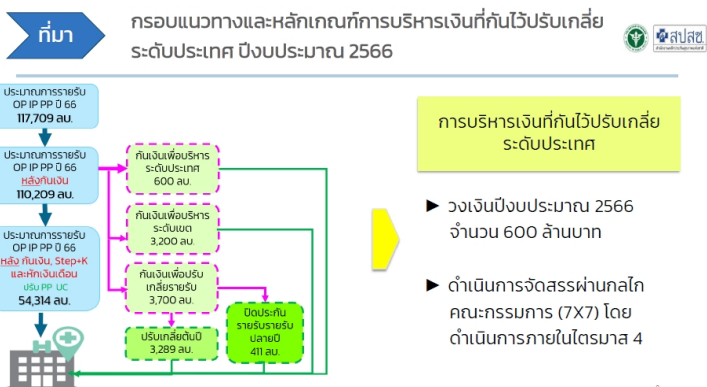 ที่มา
กรอบแนวทางและหลักเกณฑ์การบริหารเงินที่กันไว้ปรับเกลี่ย
ระดับประเทศ ปีงบประมาณ 2566
สปสช.
ประมาณการรายรับ
OP IP PP ปี 66
117,709 ลบ.
ประมาณการรายรับ
OP IP PP ปี 66
หลังกันเงิน
110,209 ลบ.
ประมาณการรายรับ
OP IP PP ปี 66
หลัง กันเงิน, Step+K
และหักเงินเดือน
ปรับ PP UC
54,314 ลบ.
กันเงินเพื่อบริหาร
ระดับประเทศ
600 ลบ.
กันเงินเพื่อบริหาร
ระดับเขต
3,200 ลบ.
กันเงินเพื่อปรับ
เกลี่ยรายรับ
3,700 ลบ.
ปรับเกลี่ยต้นปี
3,289 ลบ.
ปิดประกัน
รายรับรายรับ
ปลายปี
411 ลบ.
การบริหารเงินที่กันไว้ปรับเกลี่ย
ระดับประเทศ
วงเงินปีงบประมาณ 2566
จำนวน 600 ล้านบาท
ดำเนินการจัดสรรผ่านกลไก
คณะกรรมการ (7X7) โดย
ดำเนินการภายในไตรมาส 4